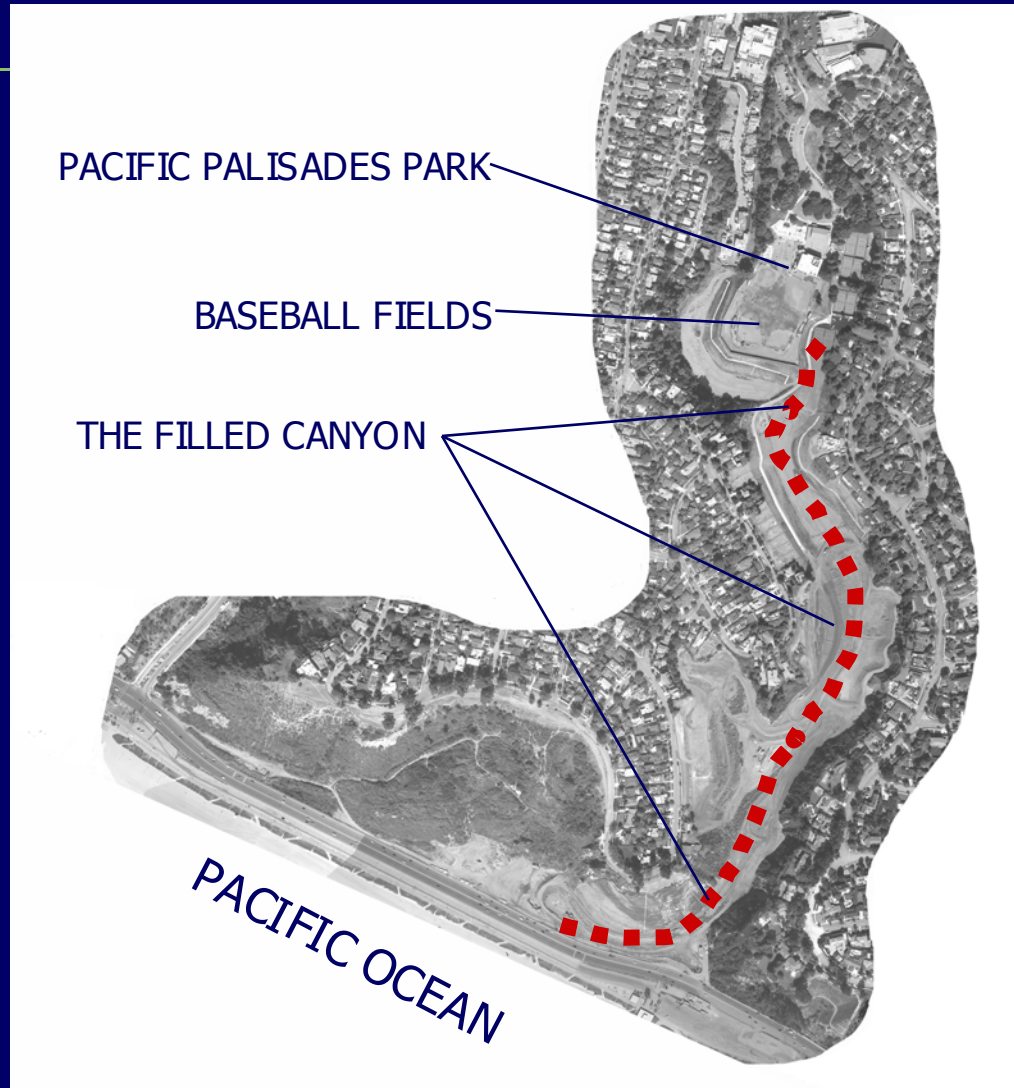 PACIFIC PALISADES PARK
BASEBALL FIELDS
THE FILLED CANYON
PACIFIC OCEAN